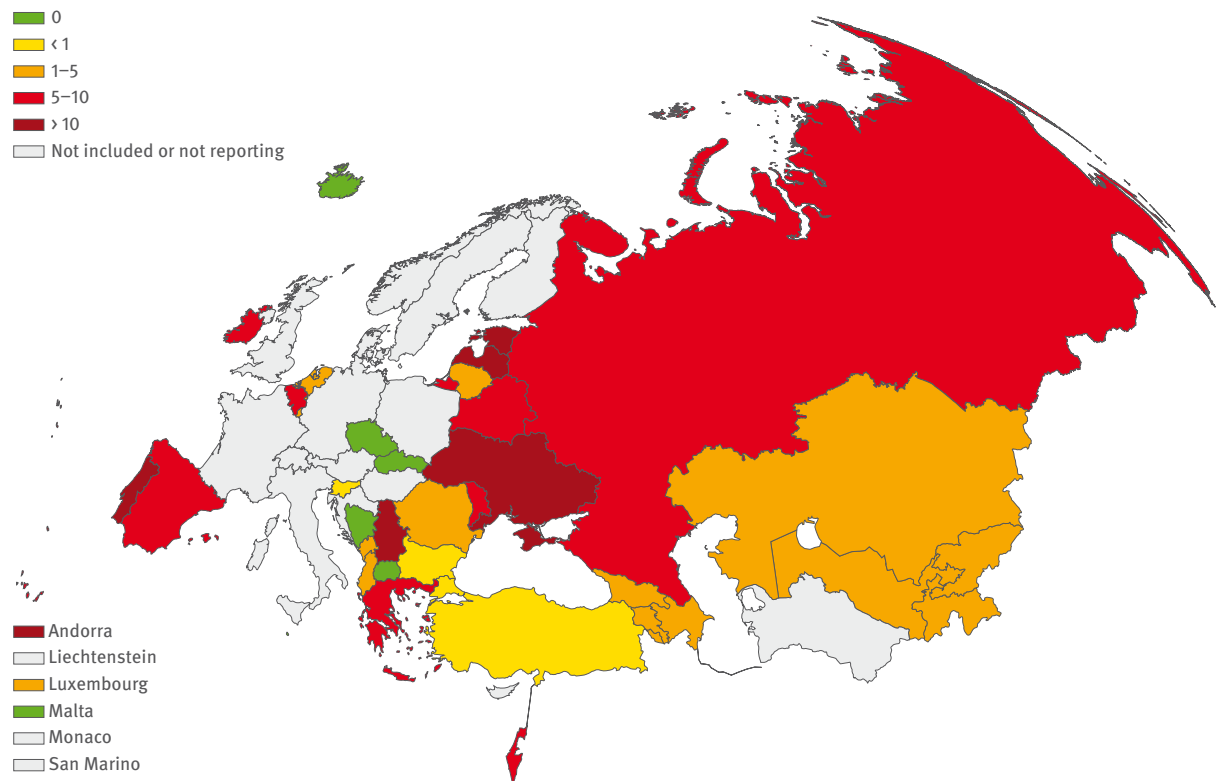 0
‹ 1
1–5
5–10
› 10
Not included or not reporting
Andorra
Liechtenstein
Luxembourg
Malta
Monaco
San Marino